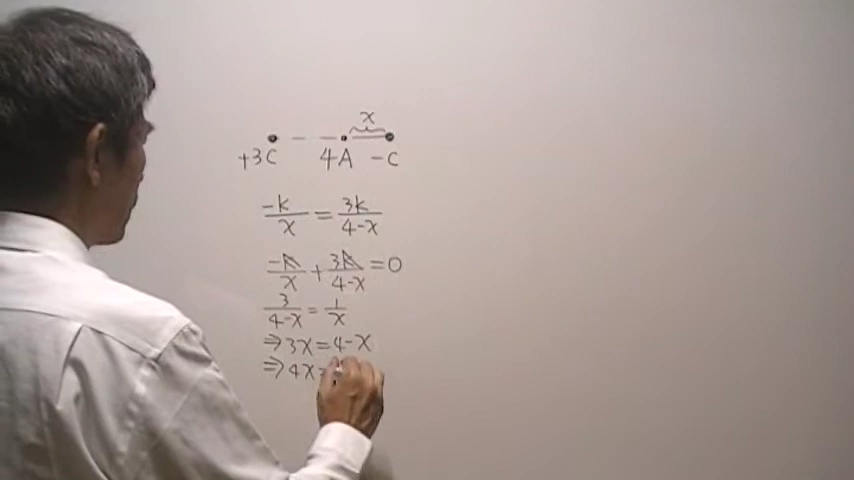 x
+3C 4A -C
-k/x = 3k/4-x
-k/x + 3k/4-x = 0
3/4-x = 1/x
⇒ 3x = 4-x
⇒ 4x =